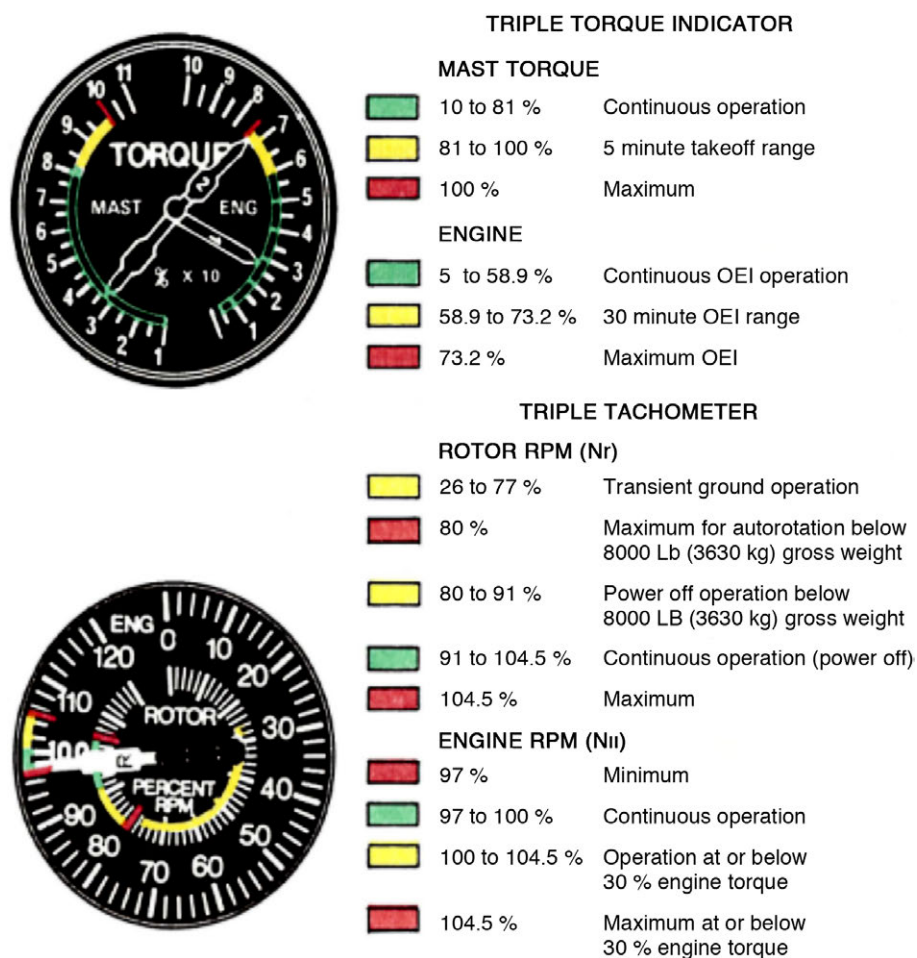 TRIPLE TORQUE INDICATOR
MAST TORQUE
10 to 81 % Continuous operation
81 to 100 % 5 minute takeoff range
100 % Maximum
ENGINE
5 to 58.9 % Continuous OEI operation
58.9 to 73.2 % 30 minute OEI range
73.2 % Maximum OEI
11 10
10 9
9 8
8 7
7 6
6 5
5 4
4 3
3 2
2 1
1
TORQUE
2
MAST ENG
1
% X 10
TRIPLE TACHOMETER
ROTOR RPM (Nr)
26 to 77 % Transient ground operation
80 % Maximum for autorotation below
8000 Lb (3630 kg) gross weight
80 to 91 % Power off operation below
8000 LB (3630 kg) gross weight
91 to 104.5 % Continuous operation (power off)
104.5 % Maximum
ENGINE RPM (NII)
97 % Minimum
97 to 100 % Continuous operation
100 to 104.5 % Operation at or below
30 % engine torque
104.5 % Maximum at or below
30 % engine torque
ENG
0
10
20
30
40
50
60
70
80
90
100
110
120
ROTOR
R
PERCENT
RPM